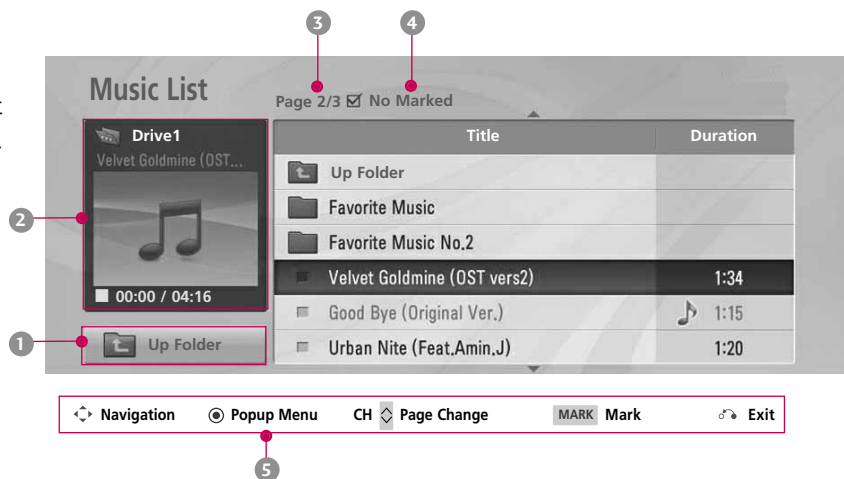 3 4
Music List
Page 2/3 No Marked
Drive1
Velvet Goldmine (OST...
Title Duration
Up Folder
Favorite Music
Favorite Music No.2
2
Velvet Goldmine (OST vers2) 1:34
00:00 / 04:16
Good Bye (Original Ver.) 1:15
1
Up Folder
Urban Nite (Feat.Amin.J) 1:20
Navigation Popup Menu CH Page Change MARK Mark Exit
5